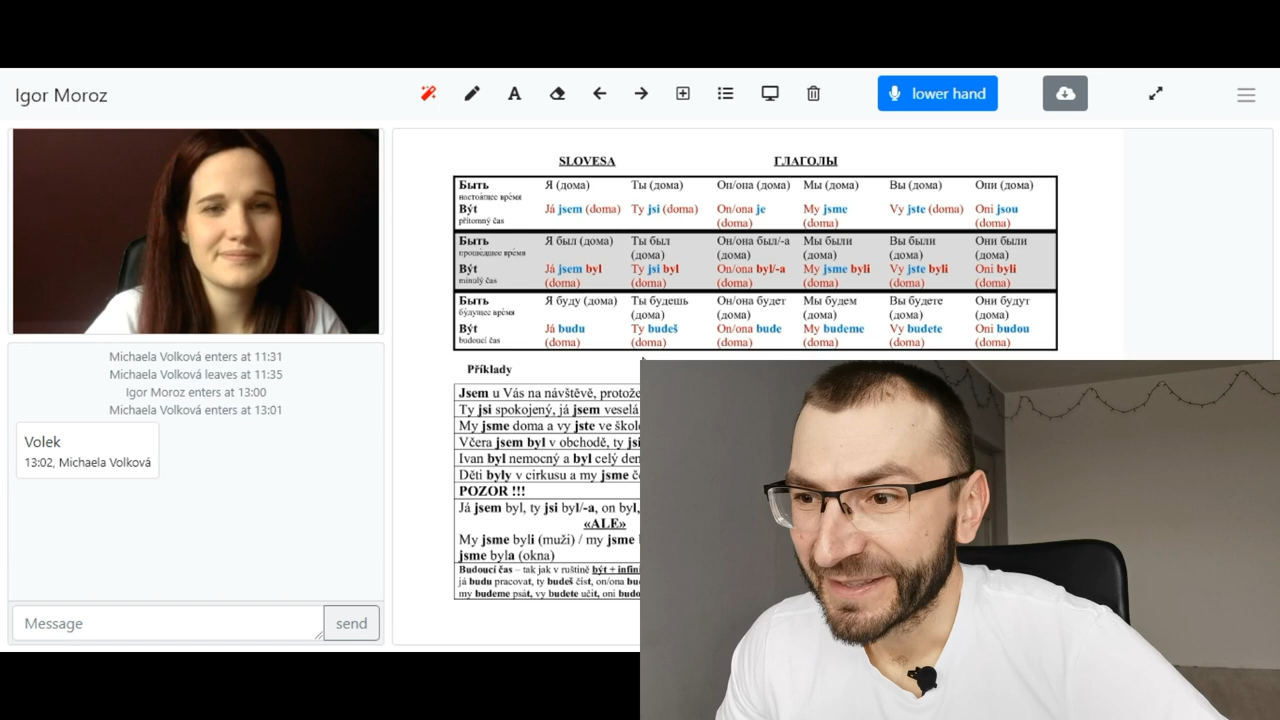 Igor Moroz
lower hand
SLOVESA ГЛАГОЛЫ
Быть Я (дома) Ты (дома) Он/она (дома) Мы (дома) Вы (дома) Они (дома)
настоящее время
Být Já jsem (doma) Ty jsi (doma) On/ona je (doma) My jsme (doma) Vy jste (doma) Oni jsou (doma)
přítomný čas
Быть Я был (дома) Ты был (дома) Он/она был/-а (дома) Мы были (дома) Вы были (дома) Они были (дома)
прошедшее время
Být Já jsem byl (doma) Ty jsi byl (doma) On/ona byl/-a (doma) My jsme byli (doma) Vy jste byli (doma) Oni byli (doma)
minulý čas
Быть Я буду (дома) Ты будешь (дома) Он/она будет (дома) Мы будем (дома) Вы будете (дома) Они будут (дома)
бу́дущее вре́мя
Být Já budu (doma) Ty budeš (doma) On/ona bude (doma) My budeme (doma) Vy budete (doma) Oni budou (doma)
budoucí čas
Příklady
Jsem u Vás na návštěvě, protože
Ty jsi spokojený, já jsem veselá
My jsme doma a vy jste ve škole
Včera jsem byl v obchodě, ty jsi
Ivan byl nemocný a byl celý den
Děti byly v cirkusu a my jsme
POZOR !!!
Já jsem byl, ty jsi byl/-a, on byl,
«ALE»
My jsme byli (muži) / my jsme
jsme byla (okna)
Budoucí čas – tak jak v ruštině být +
já budu pracovat, ty budeš číst, on/ona
my budeme psát, vy budete učit, oni
Michaela Volková enters at 11:31
Michaela Volková leaves at 11:35
Igor Moroz enters at 13:00
Michaela Volková enters at 13:01
Volek
13:02, Michaela Volková
Message
send